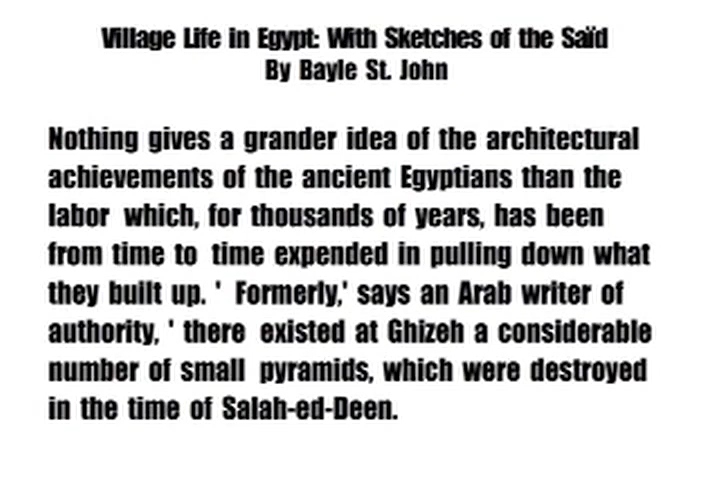 Village Life in Egypt: With Sketches of the Saïd
By Bayle St. John
Nothing gives a grander idea of the architectural
achievements of the ancient Egyptians than the
labor which, for thousands of years, has been
from time to time expended in pulling down what
they built up. ' Formerly,' says an Arab writer of
authority, ' there existed at Ghizeh a considerable
number of small pyramids, which were destroyed
in the time of Salah-ed-Deen.